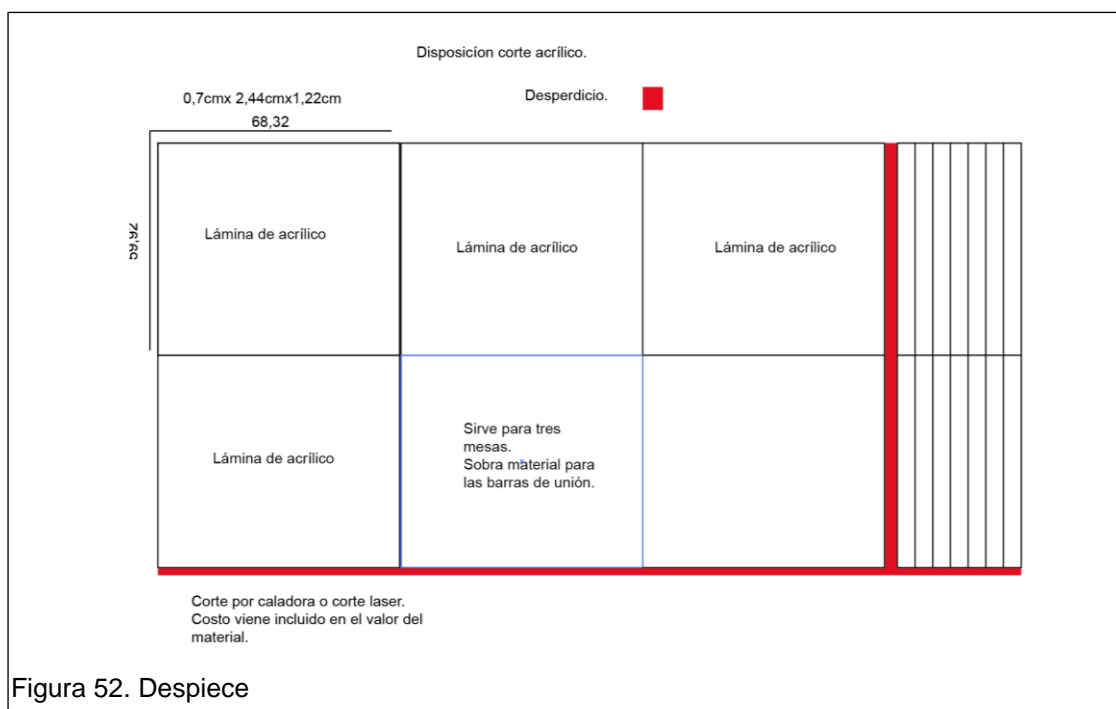 Disposicíon corte acrílico.
Desperdicio.
0,7cmx 2,44cmx1,22cm
68,32
59,92
Lámina de acrílico
Lámina de acrílico
Lámina de acrílico
Lámina de acrílico
Sirve para tres
mesas.
Sobra material para
las barras de unión.
Corte por caladora o corte laser.
Costo viene incluido en el valor del
material.
Figura 52. Despiece